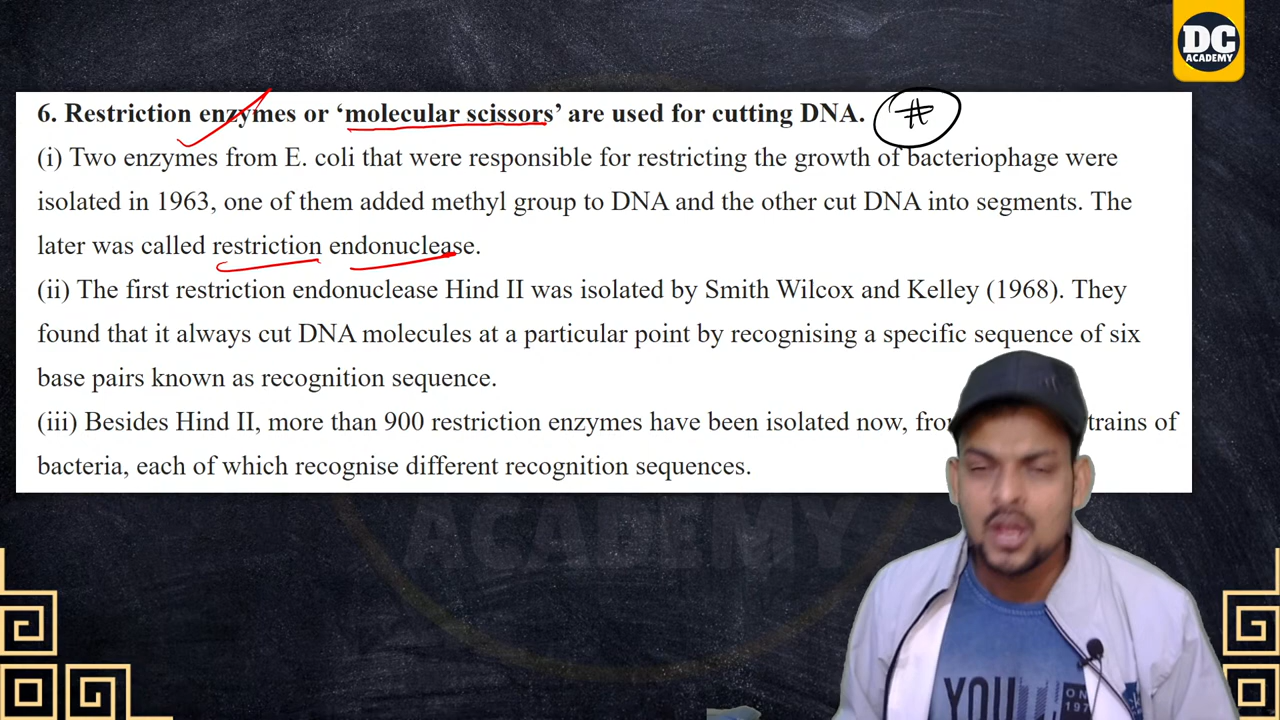 DC
ACADEMY
6. Restriction enzymes or ‘molecular scissors’ are used for cutting DNA. #
(i) Two enzymes from E. coli that were responsible for restricting the growth of bacteriophage were
isolated in 1963, one of them added methyl group to DNA and the other cut DNA into segments. The
later was called restriction endonuclease.
(ii) The first restriction endonuclease Hind II was isolated by Smith Wilcox and Kelley (1968). They
found that it always cut DNA molecules at a particular point by recognising a specific sequence of six
base pairs known as recognition sequence.
(iii) Besides Hind II, more than 900 restriction enzymes have been isolated now, of
bacteria, each of which recognise different recognition sequences.
ACADEMY
YOU
ON
197